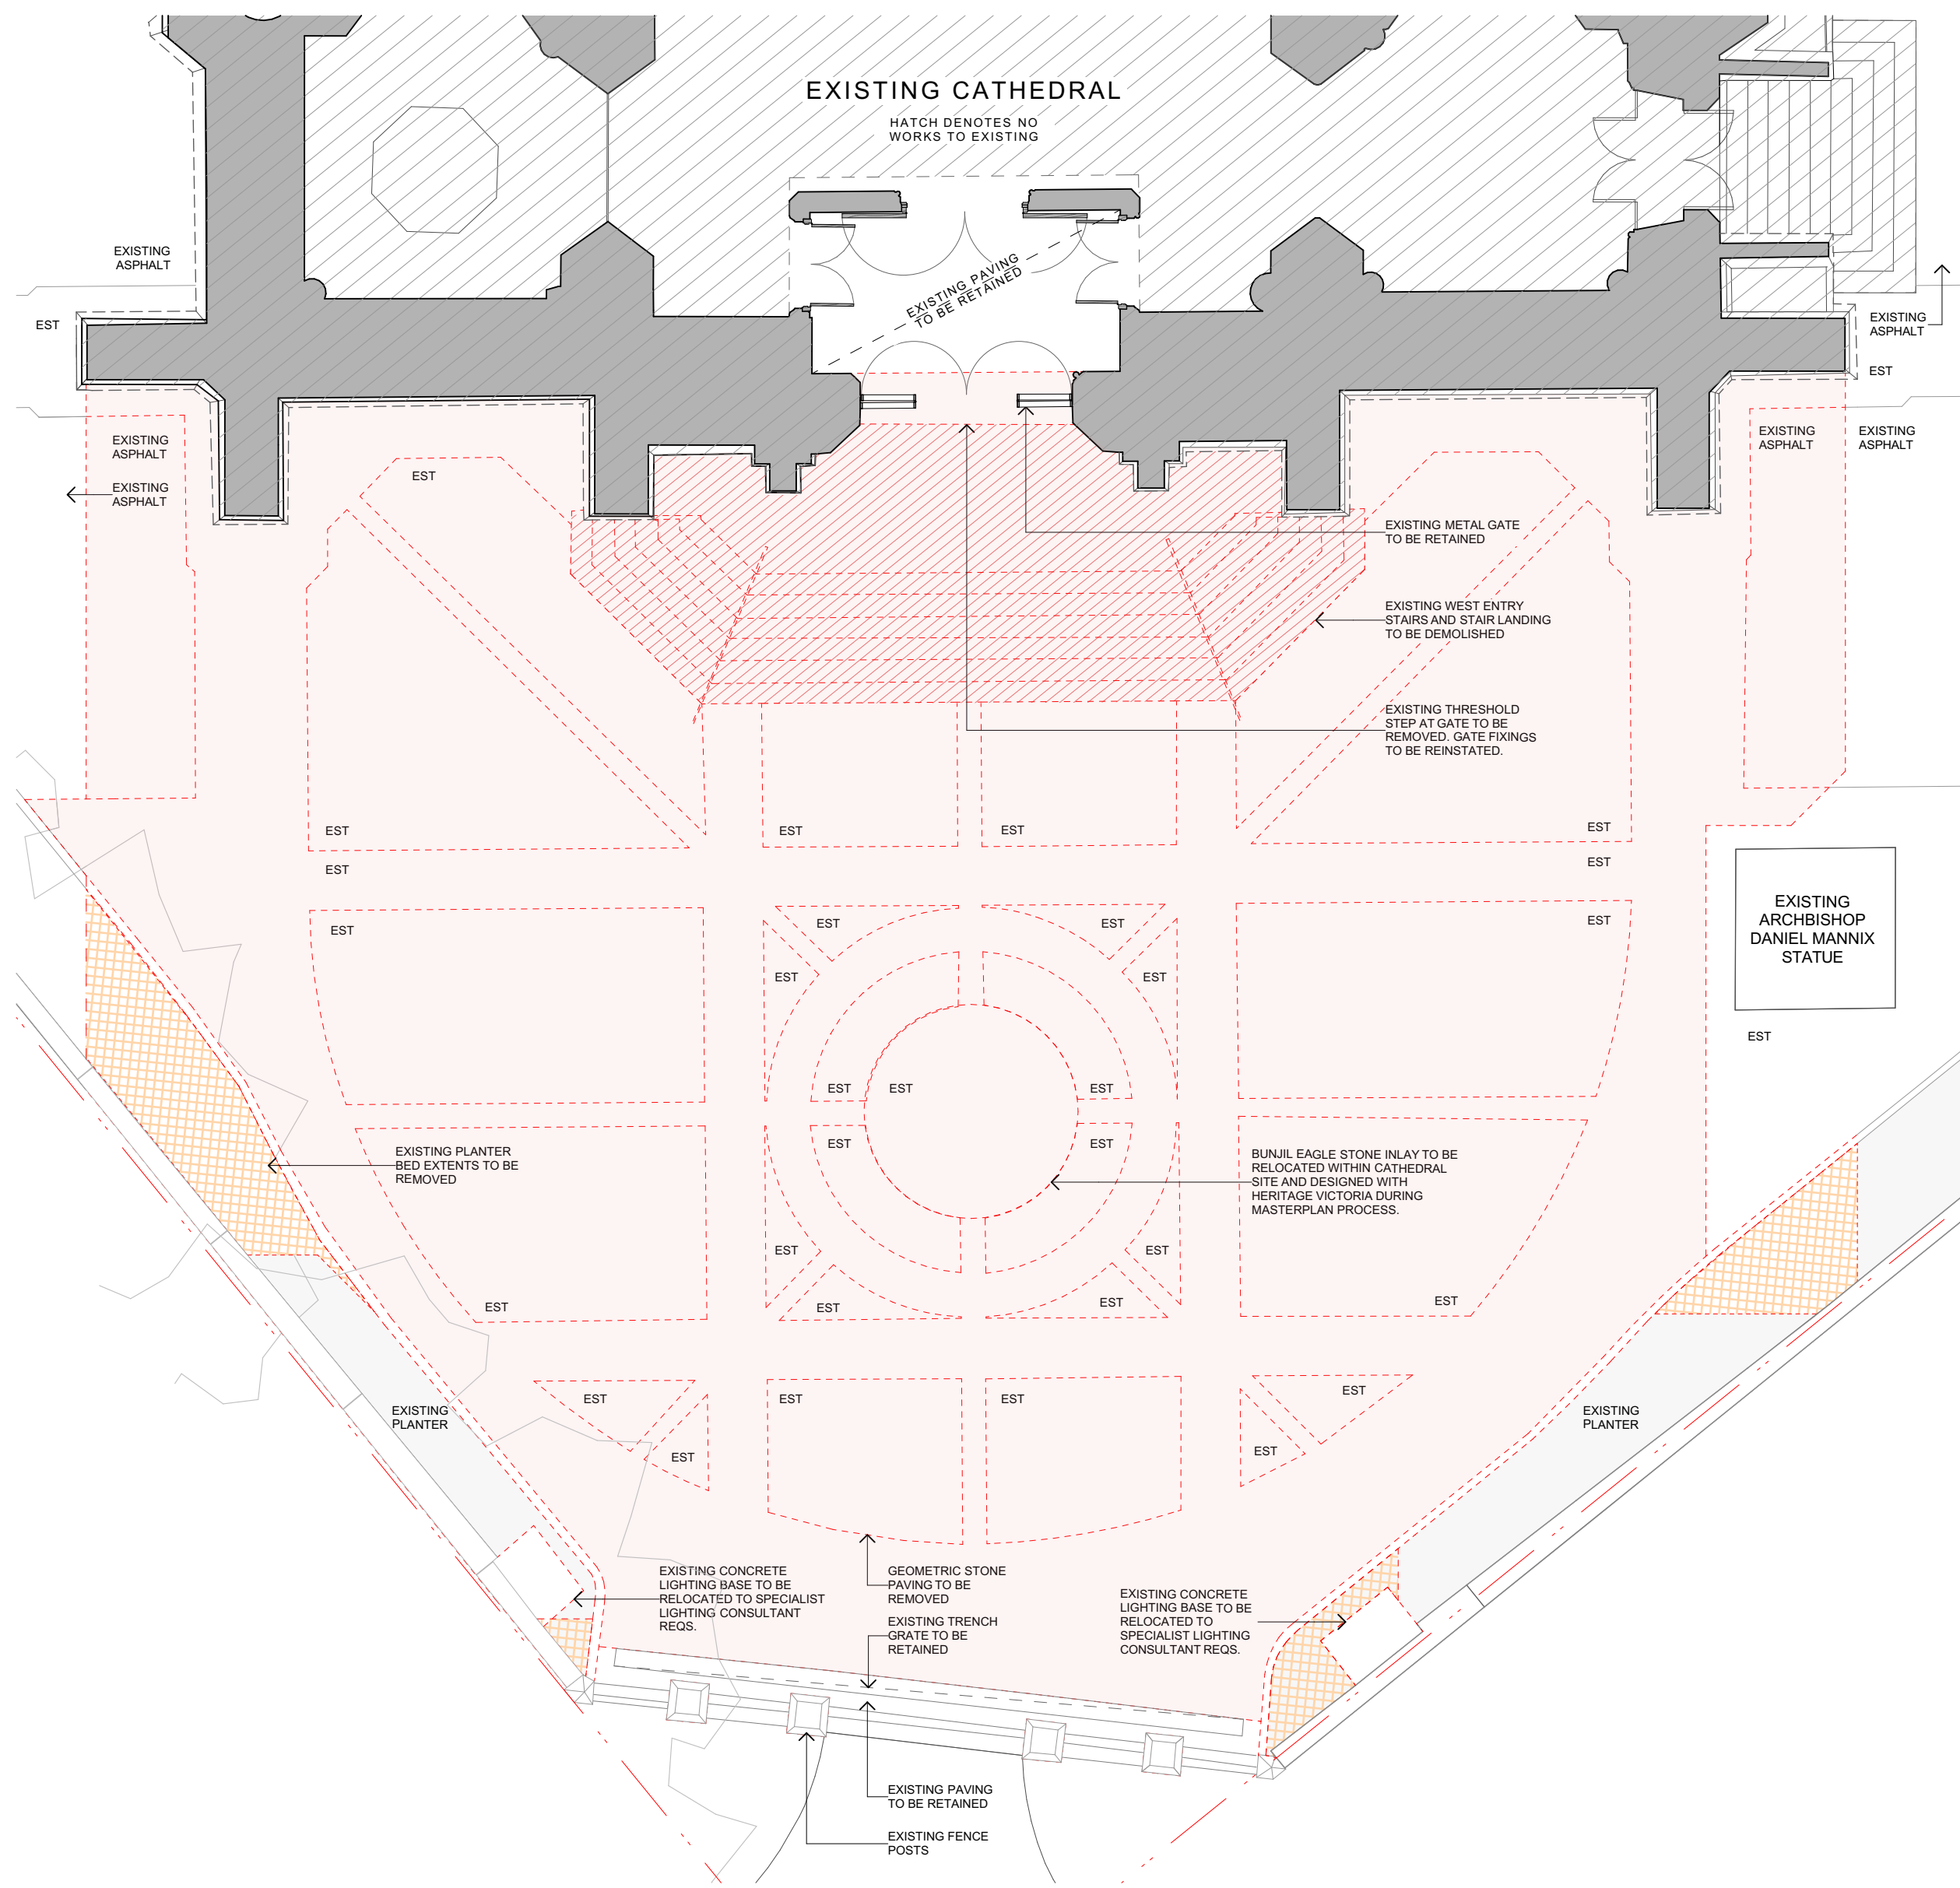 EXISTING CATHEDRAL
HATCH DENOTES NO
WORKS TO EXISTING
EXISTING
ASPHALT
EXISTING PAVING
TO BE RETAINED
EST
EXISTING
ASPHALT
EST
EXISTING
ASPHALT
EXISTING
ASPHALT
EXISTING
ASPHALT
EXISTING
ASPHALT
EST
EXISTING METAL GATE
TO BE RETAINED
EXISTING WEST ENTRY
STAIRS AND STAIR LANDING
TO BE DEMOLISHED
EXISTING THRESHOLD
STEP AT GATE TO BE
REMOVED. GATE FIXINGS
TO BE REINSTATED.
EST
EST
EST
EST
EST
EST
EST
EST
EST
EST
EXISTING
ARCHBISHOP
DANIEL MANNIX
STATUE
EST
EST
EST
EST
EST
EST
EST
EST
EXISTING PLANTER
BED EXTENTS TO BE
REMOVED
BUNJIL EAGLE STONE INLAY TO BE
RELOCATED WITHIN CATHEDRAL
SITE AND DESIGNED WITH
HERITAGE VICTORIA DURING
MASTERPLAN PROCESS.
EST
EST
EST
EST
EST
EST
EST
EST
EST
EST
EXISTING
PLANTER
EXISTING
PLANTER
EST
EST
EXISTING CONCRETE
LIGHTING BASE TO BE
RELOCATED TO SPECIALIST
LIGHTING CONSULTANT
REQS.
GEOMETRIC STONE
PAVING TO BE
REMOVED
EXISTING TRENCH
GRATE TO BE
RETAINED
EXISTING CONCRETE
LIGHTING BASE TO BE
RELOCATED TO
SPECIALIST LIGHTING
CONSULTANT REQS.
EXISTING PAVING
TO BE RETAINED
EXISTING FENCE
POSTS